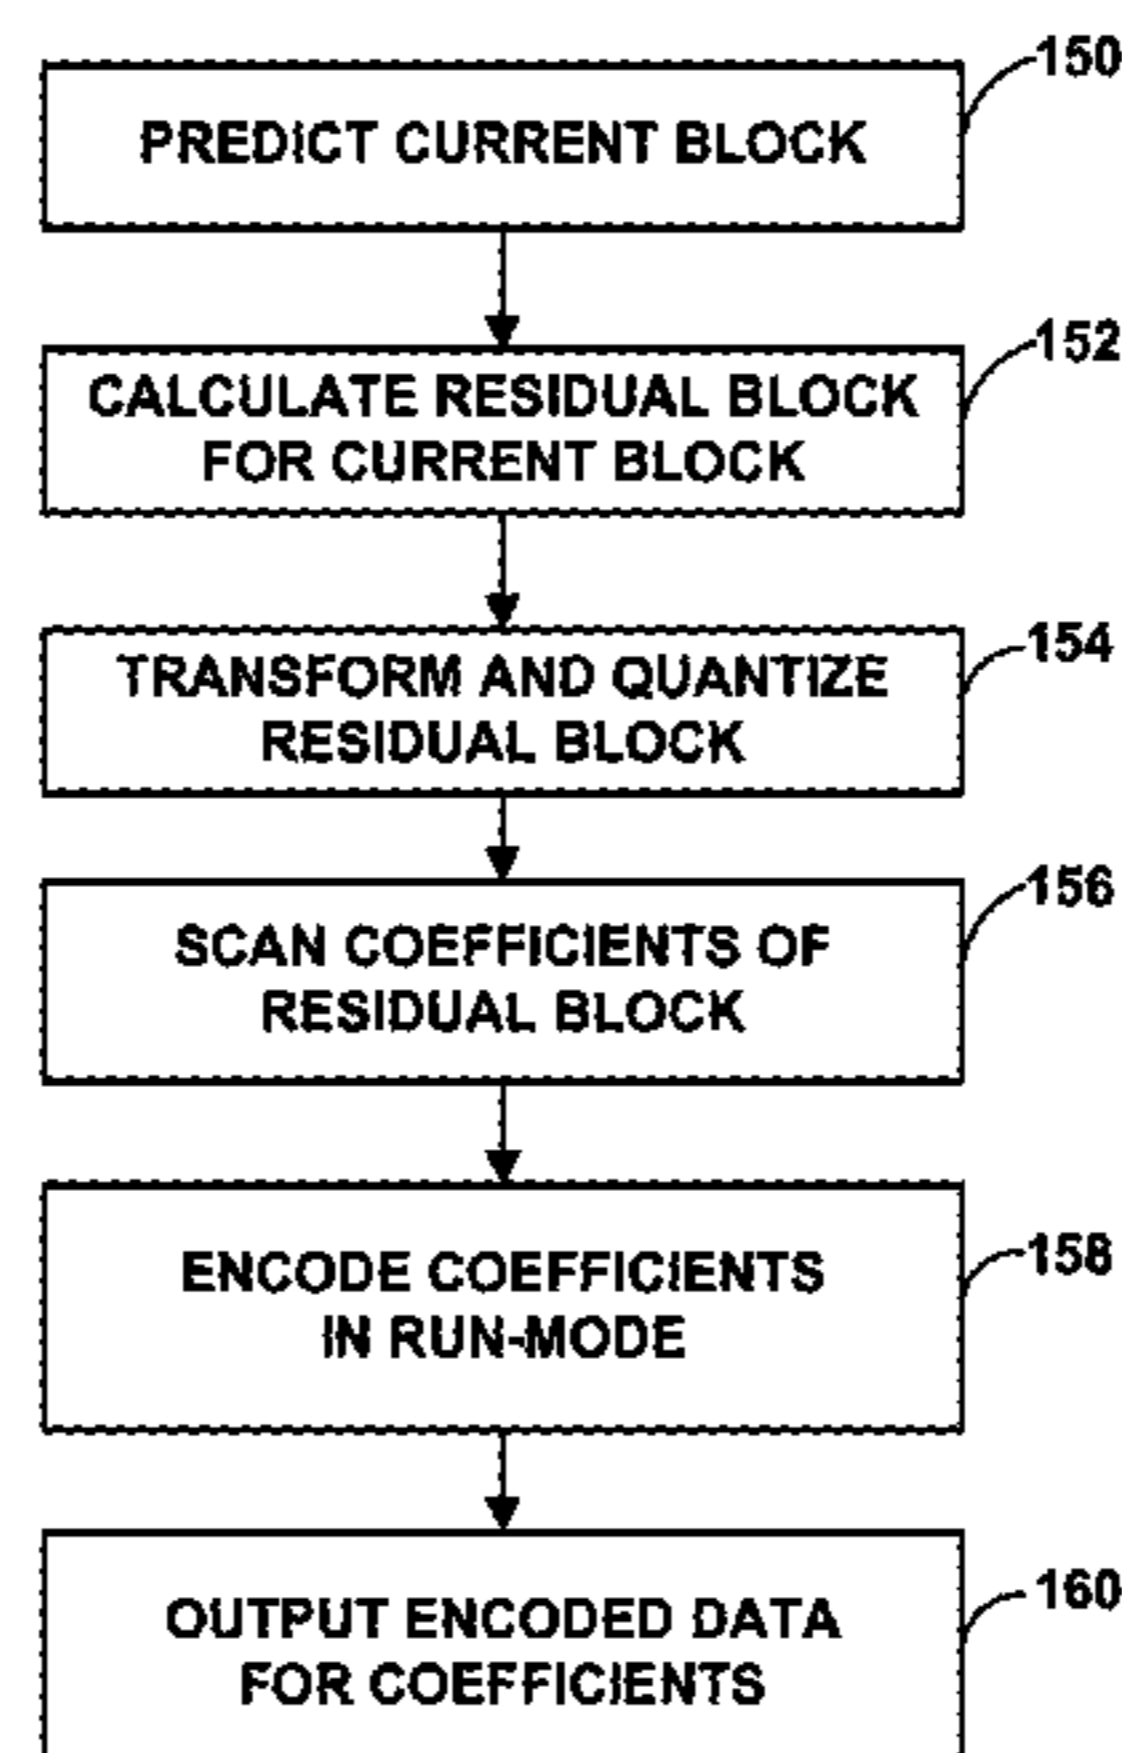 150
PREDICT CURRENT BLOCK
152
CALCULATE RESIDUAL BLOCK
FOR CURRENT BLOCK
154
TRANSFORM AND QUANTIZE
RESIDUAL BLOCK
156
SCAN COEFFICIENTS OF
RESIDUAL BLOCK
158
ENCODE COEFFICIENTS
IN RUN-MODE
160
OUTPUT ENCODED DATA
FOR COEFFICIENTS